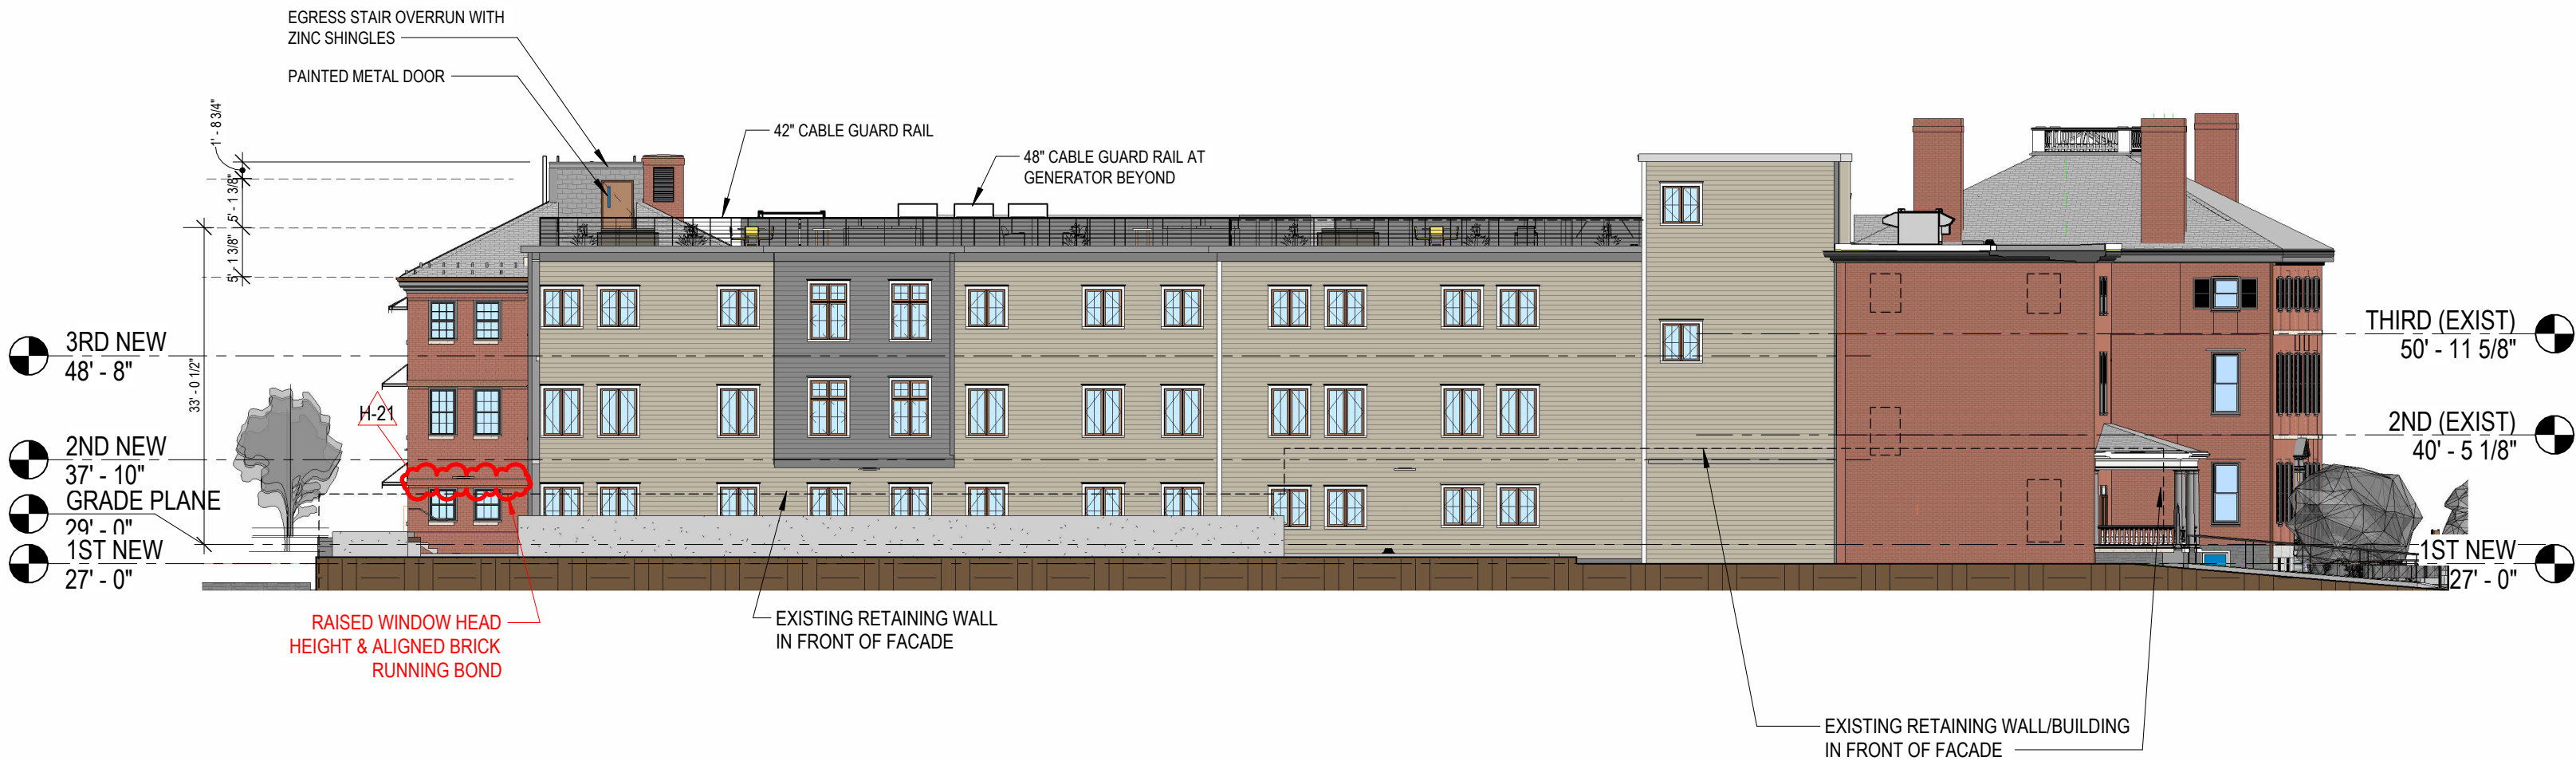 EGRESS STAIR OVERRUN WITH
ZINC SHINGLES
PAINTED METAL DOOR
42" CABLE GUARD RAIL
48" CABLE GUARD RAIL AT
GENERATOR BEYOND
1' - 8 3/4"
5' - 1 3/8"
5' - 1 3/8"
33' - 0 1/2"
3RD NEW
48' - 8"
H-21
2ND NEW
37' - 10"
GRADE PLANE
29' - 0"
1ST NEW
27' - 0"
THIRD (EXIST)
50' - 11 5/8"
2ND (EXIST)
40' - 5 1/8"
1ST NEW
27' - 0"
RAISED WINDOW HEAD
HEIGHT & ALIGNED BRICK
RUNNING BOND
EXISTING RETAINING WALL
IN FRONT OF FACADE
EXISTING RETAINING WALL/BUILDING
IN FRONT OF FACADE